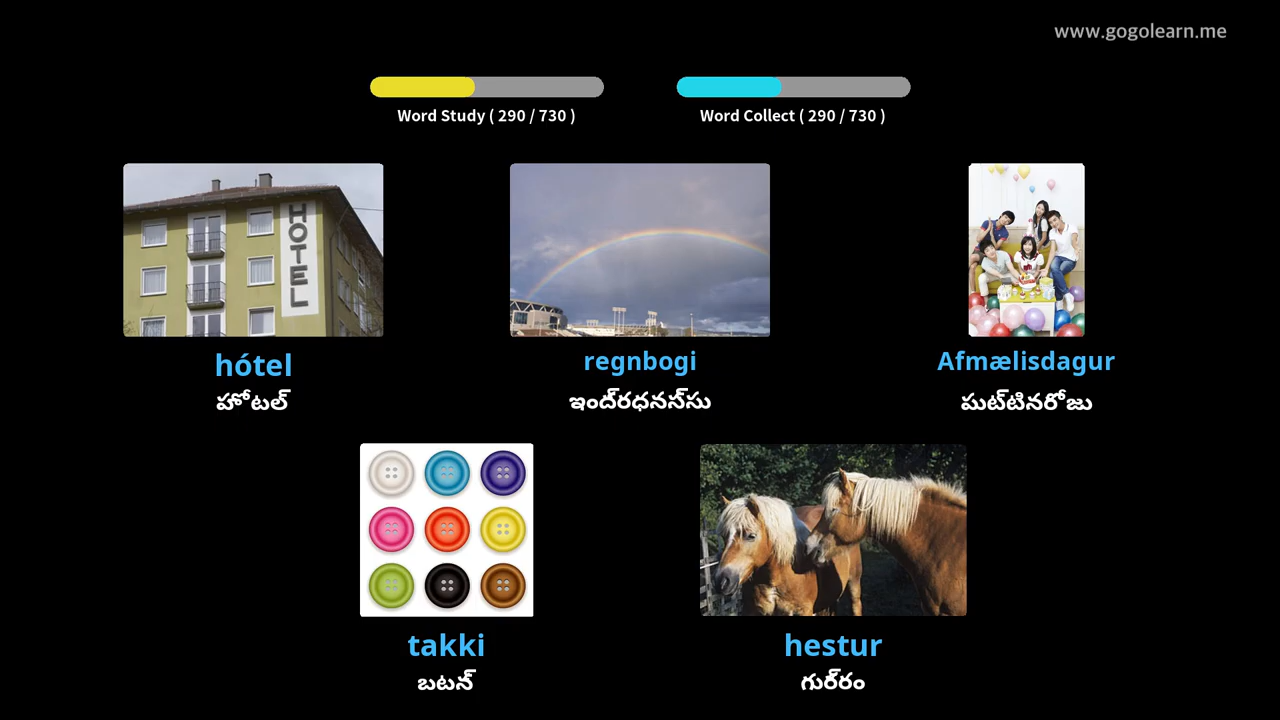 www.gogolearn.me
Word Study ( 290 / 730 )
Word Collect ( 290 / 730 )
HOTEL
hótel
హోటల్
regnbogi
ఇంద్రధనస్సు
Afmælisdagur
పుట్టినరోజు
takki
బటన్
hestur
గుర్రం